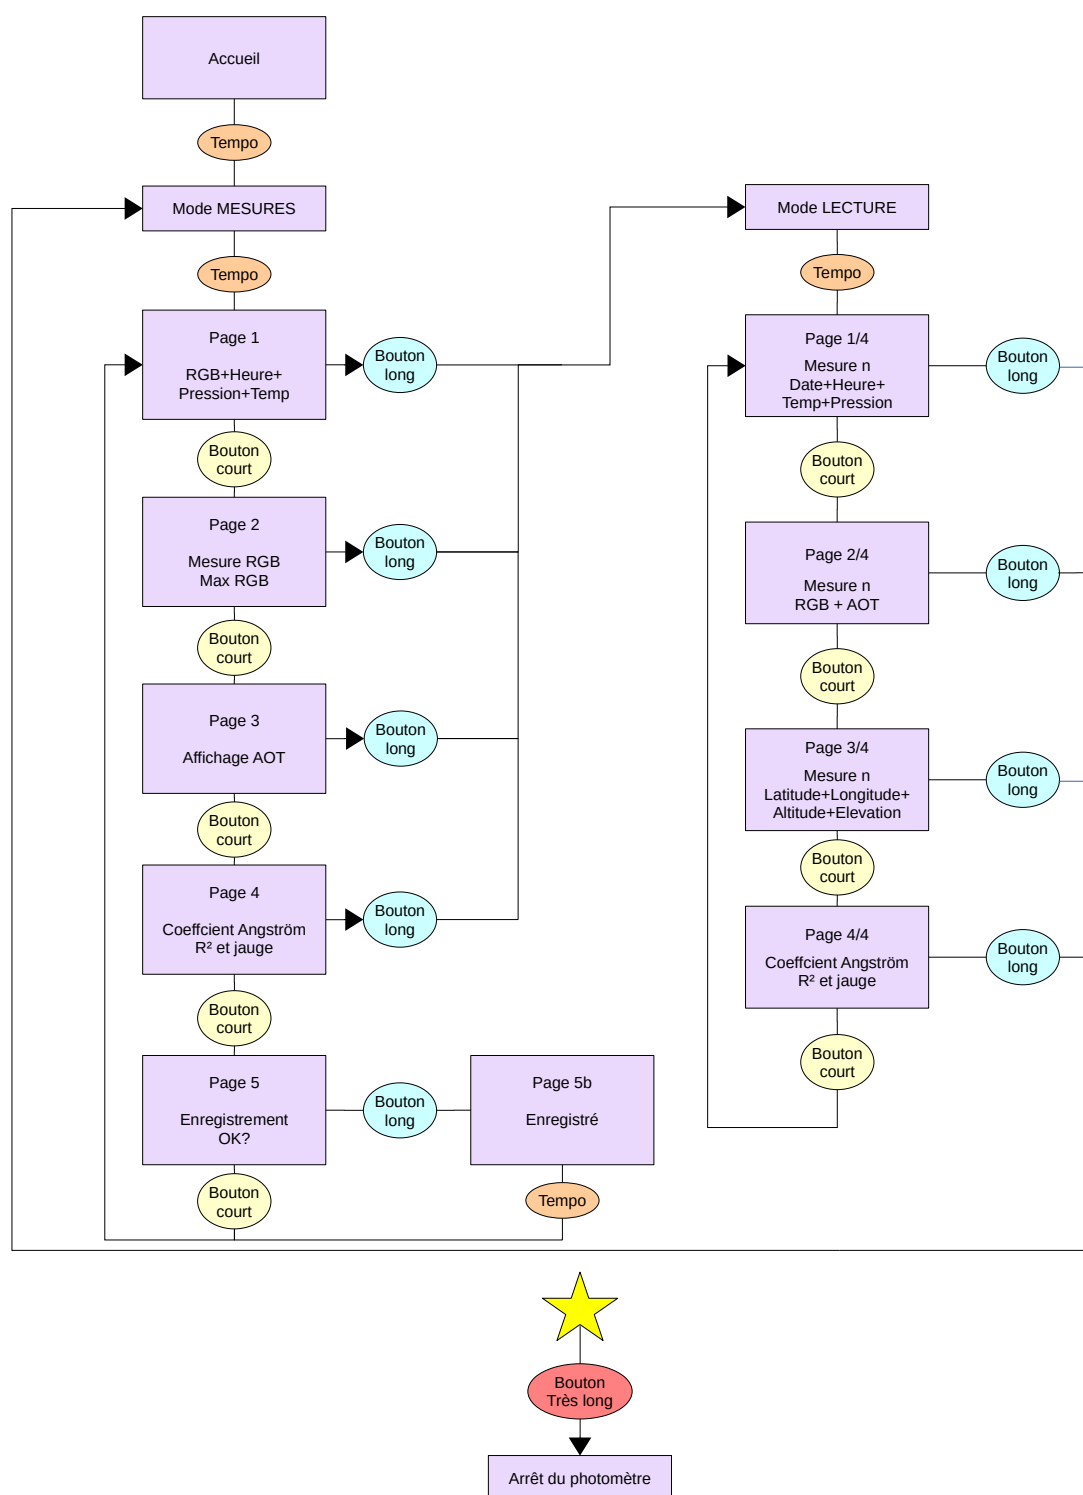 Accueil
Tempo
Mode MESURES
Tempo
Page 1
RGB+Heure+
Pression+Temp
Bouton
long
Bouton
court
Page 2
Mesure RGB
Max RGB
Bouton
long
Bouton
court
Page 3
Affichage AOT
Bouton
long
Bouton
court
Page 4
Coeffcient Angström
R² et jauge
Bouton
long
Bouton
court
Page 5
Enregistrement
OK?
Bouton
long
Page 5b
Enregistré
Bouton
court
Tempo
Mode LECTURE
Tempo
Page 1/4
Mesure n
Date+Heure+
Temp+Pression
Bouton
long
Bouton
court
Page 2/4
Mesure n
RGB + AOT
Bouton
long
Bouton
court
Page 3/4
Mesure n
Latitude+Longitude+
Altitude+Elevation
Bouton
long
Bouton
court
Page 4/4
Coeffcient Angström
R² et jauge
Bouton
long
Bouton
court
Bouton
Très long
Arrêt du photomètre